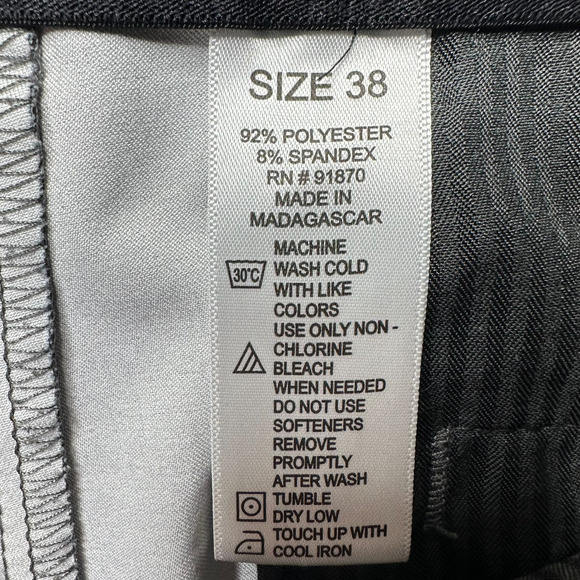 SIZE 38
92% POLYESTER
8% SPANDEX
RN # 91870
MADE IN
MADAGASCAR
MACHINE
30°C WASH COLD
WITH LIKE
COLORS
USE ONLY NON -
CHLORINE
BLEACH
WHEN NEEDED
DO NOT USE
SOFTENERS
REMOVE
PROMPTLY
AFTER WASH
TUMBLE
DRY LOW
TOUCH UP WITH
COOL IRON